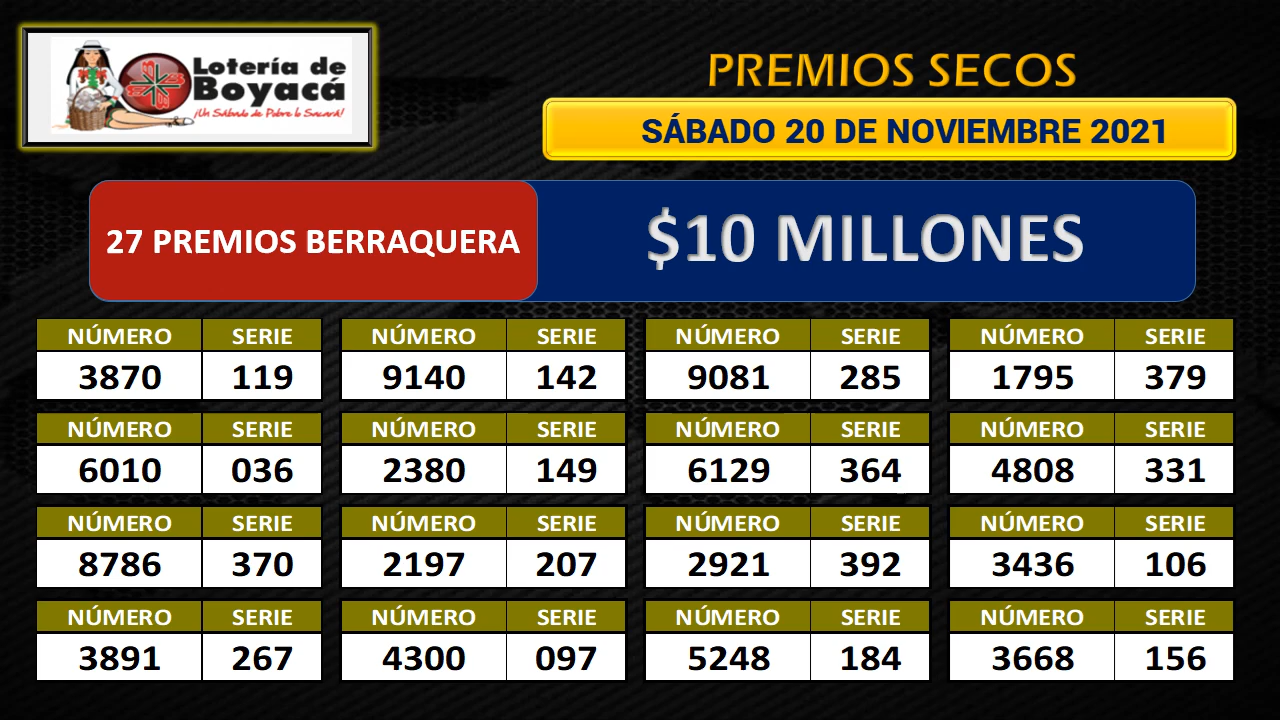 Lotería de
Boyacá
¡Un Sábado de Pobre lo Sacará!
PREMIOS SECOS
SÁBADO 20 DE NOVIEMBRE 2021
27 PREMIOS BERRAQUERA
$10 MILLONES
NÚMERO SERIE NÚMERO SERIE NÚMERO SERIE NÚMERO SERIE
3870 119 9140 142 9081 285 1795 379
NÚMERO SERIE NÚMERO SERIE NÚMERO SERIE NÚMERO SERIE
6010 036 2380 149 6129 364 4808 331
NÚMERO SERIE NÚMERO SERIE NÚMERO SERIE NÚMERO SERIE
8786 370 2197 207 2921 392 3436 106
NÚMERO SERIE NÚMERO SERIE NÚMERO SERIE NÚMERO SERIE
3891 267 4300 097 5248 184 3668 156